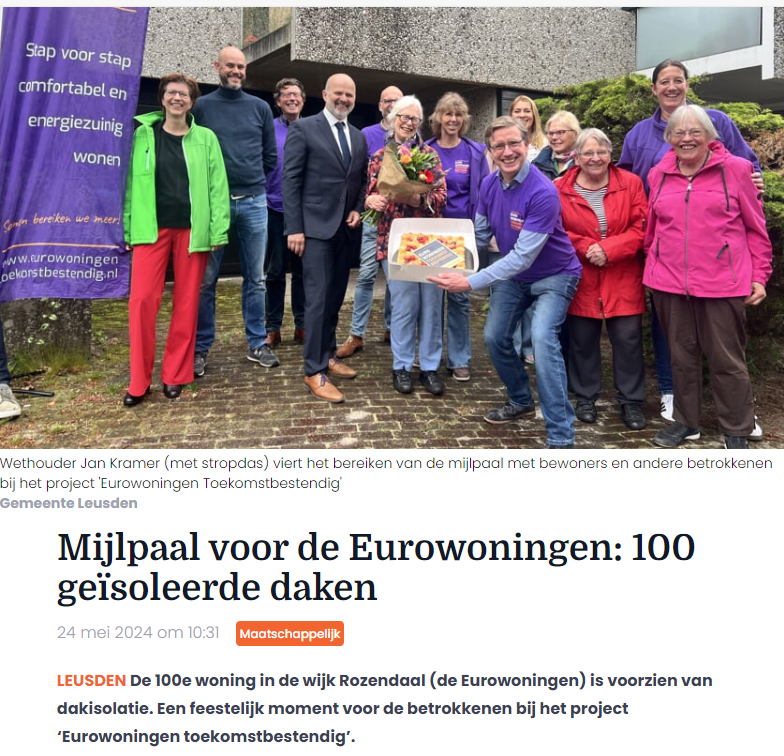 Stap voor stap
comfortabel en
energiezuinig
wonen
Samen bereiken we meer!
www.eurowoningen
toekomstbestendig.nl
Wethouder Jan Kramer (met stropdas) viert het bereiken van de mijlpaal met bewoners en andere betrokkenen
bij het project 'Eurowoningen Toekomstbestendig'
Gemeente Leusden
Mijlpaal voor de Eurowoningen: 100
geïsoleerde daken
24 mei 2024 om 10:31 Maatschappelijk
LEUSDEN De 100e woning in de wijk Rozendaal (de Eurowoningen) is voorzien van
dakisolatie. Een feestelijk moment voor de betrokkenen bij het project
‘Eurowoningen toekomstbestendig’.